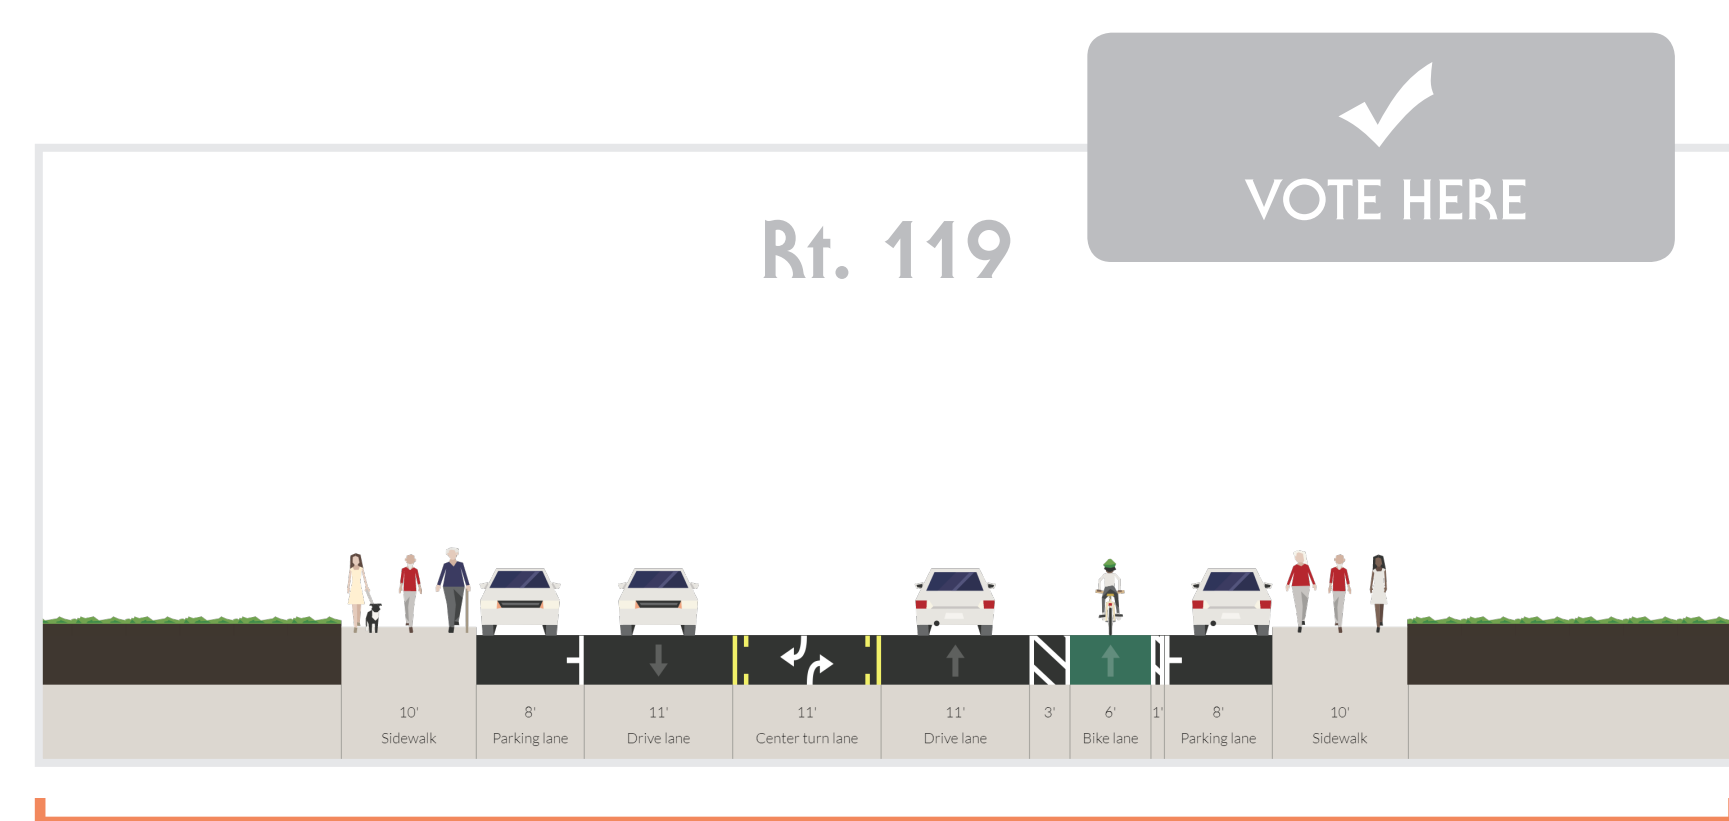 VOTE HERE
Rt. 119
10' 8' 11' 11' 11' 3' 6' 1' 8' 10'
Sidewalk Parking lane Drive lane Center turn lane Drive lane Bike lane Parking lane Sidewalk